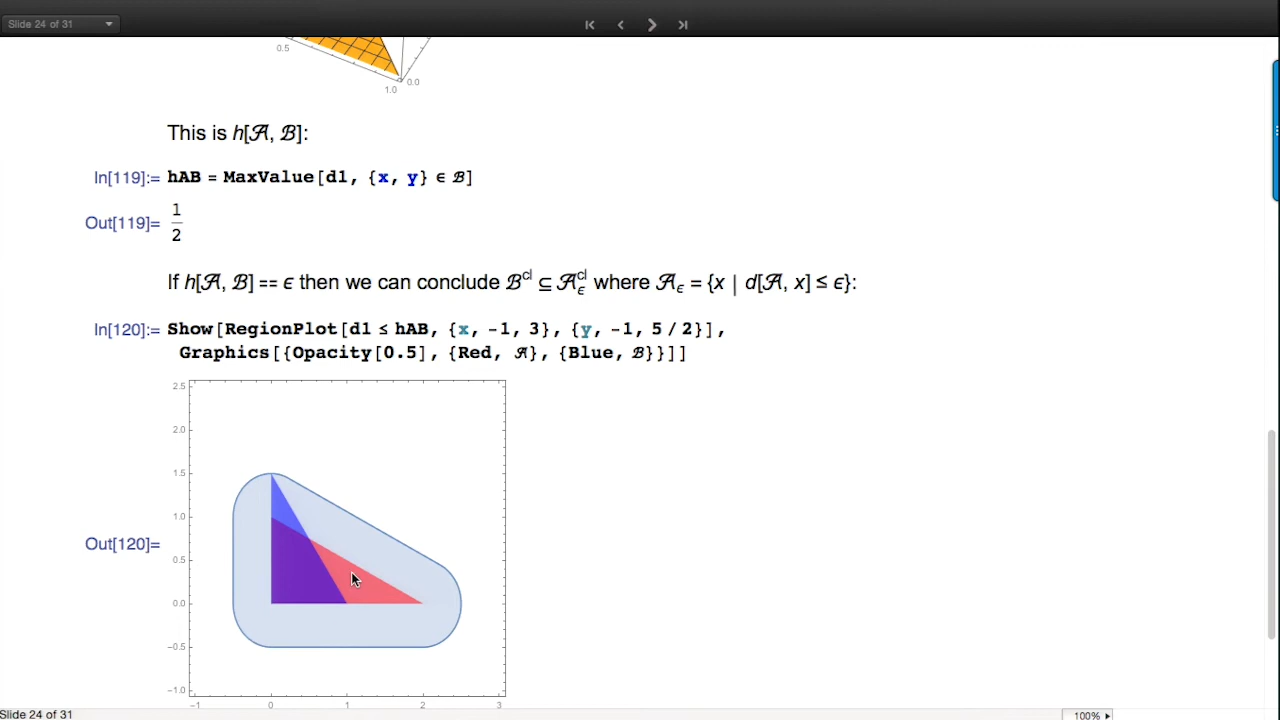 Slide 24 of 31
0.5
0.0
1.0
This is h[𝒜, ℬ]:
In[119]:= hAB = MaxValue[d1, {x, y} ∈ ℬ]
Out[119]= 1/2
If h[𝒜, ℬ] == ϵ then we can conclude ℬ^cl ⊆ 𝒜_ϵ^cl where 𝒜_ϵ = {x | d[𝒜, x] ≤ ϵ}:
In[120]:= Show[RegionPlot[d1 ≤ hAB, {x, -1, 3}, {y, -1, 5/2}],
Graphics[{Opacity[0.5], {Red, 𝒜}, {Blue, ℬ}}]]
2.5
2.0
1.5
1.0
Out[120]=
0.5
0.0
-0.5
-1.0
-1 0 1 2 3
Slide 24 of 31
100%